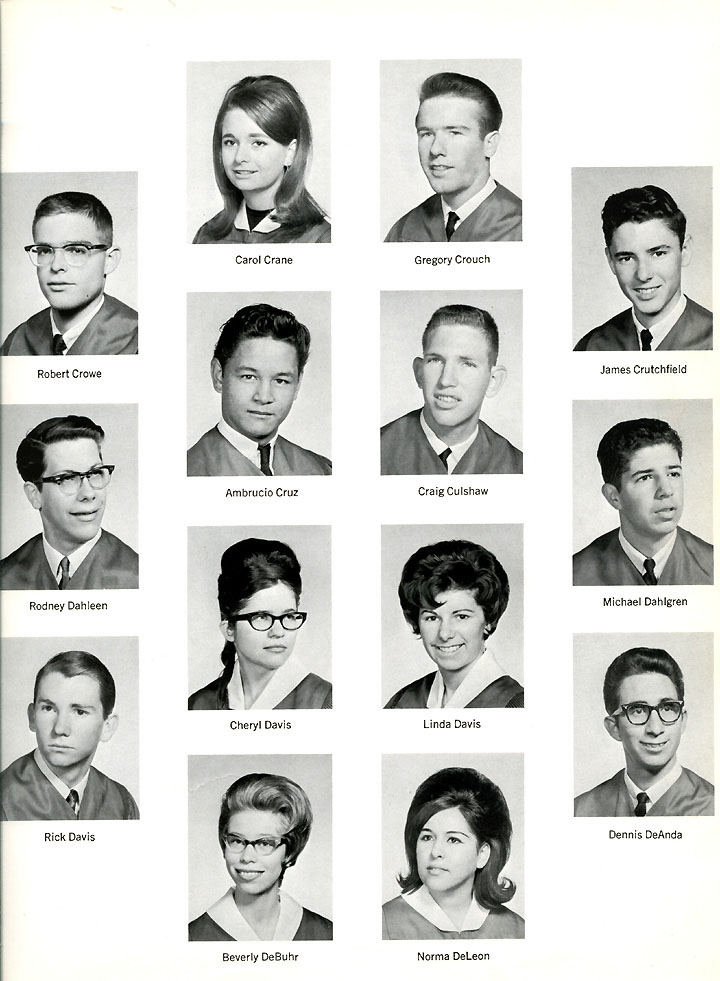 Carol Crane
Gregory Crouch
Robert Crowe
James Crutchfield
Ambrucio Cruz
Craig Culshaw
Rodney Dahleen
Michael Dahlgren
Cheryl Davis
Linda Davis
Rick Davis
Dennis DeAnda
Beverly DeBuhr
Norma DeLeon